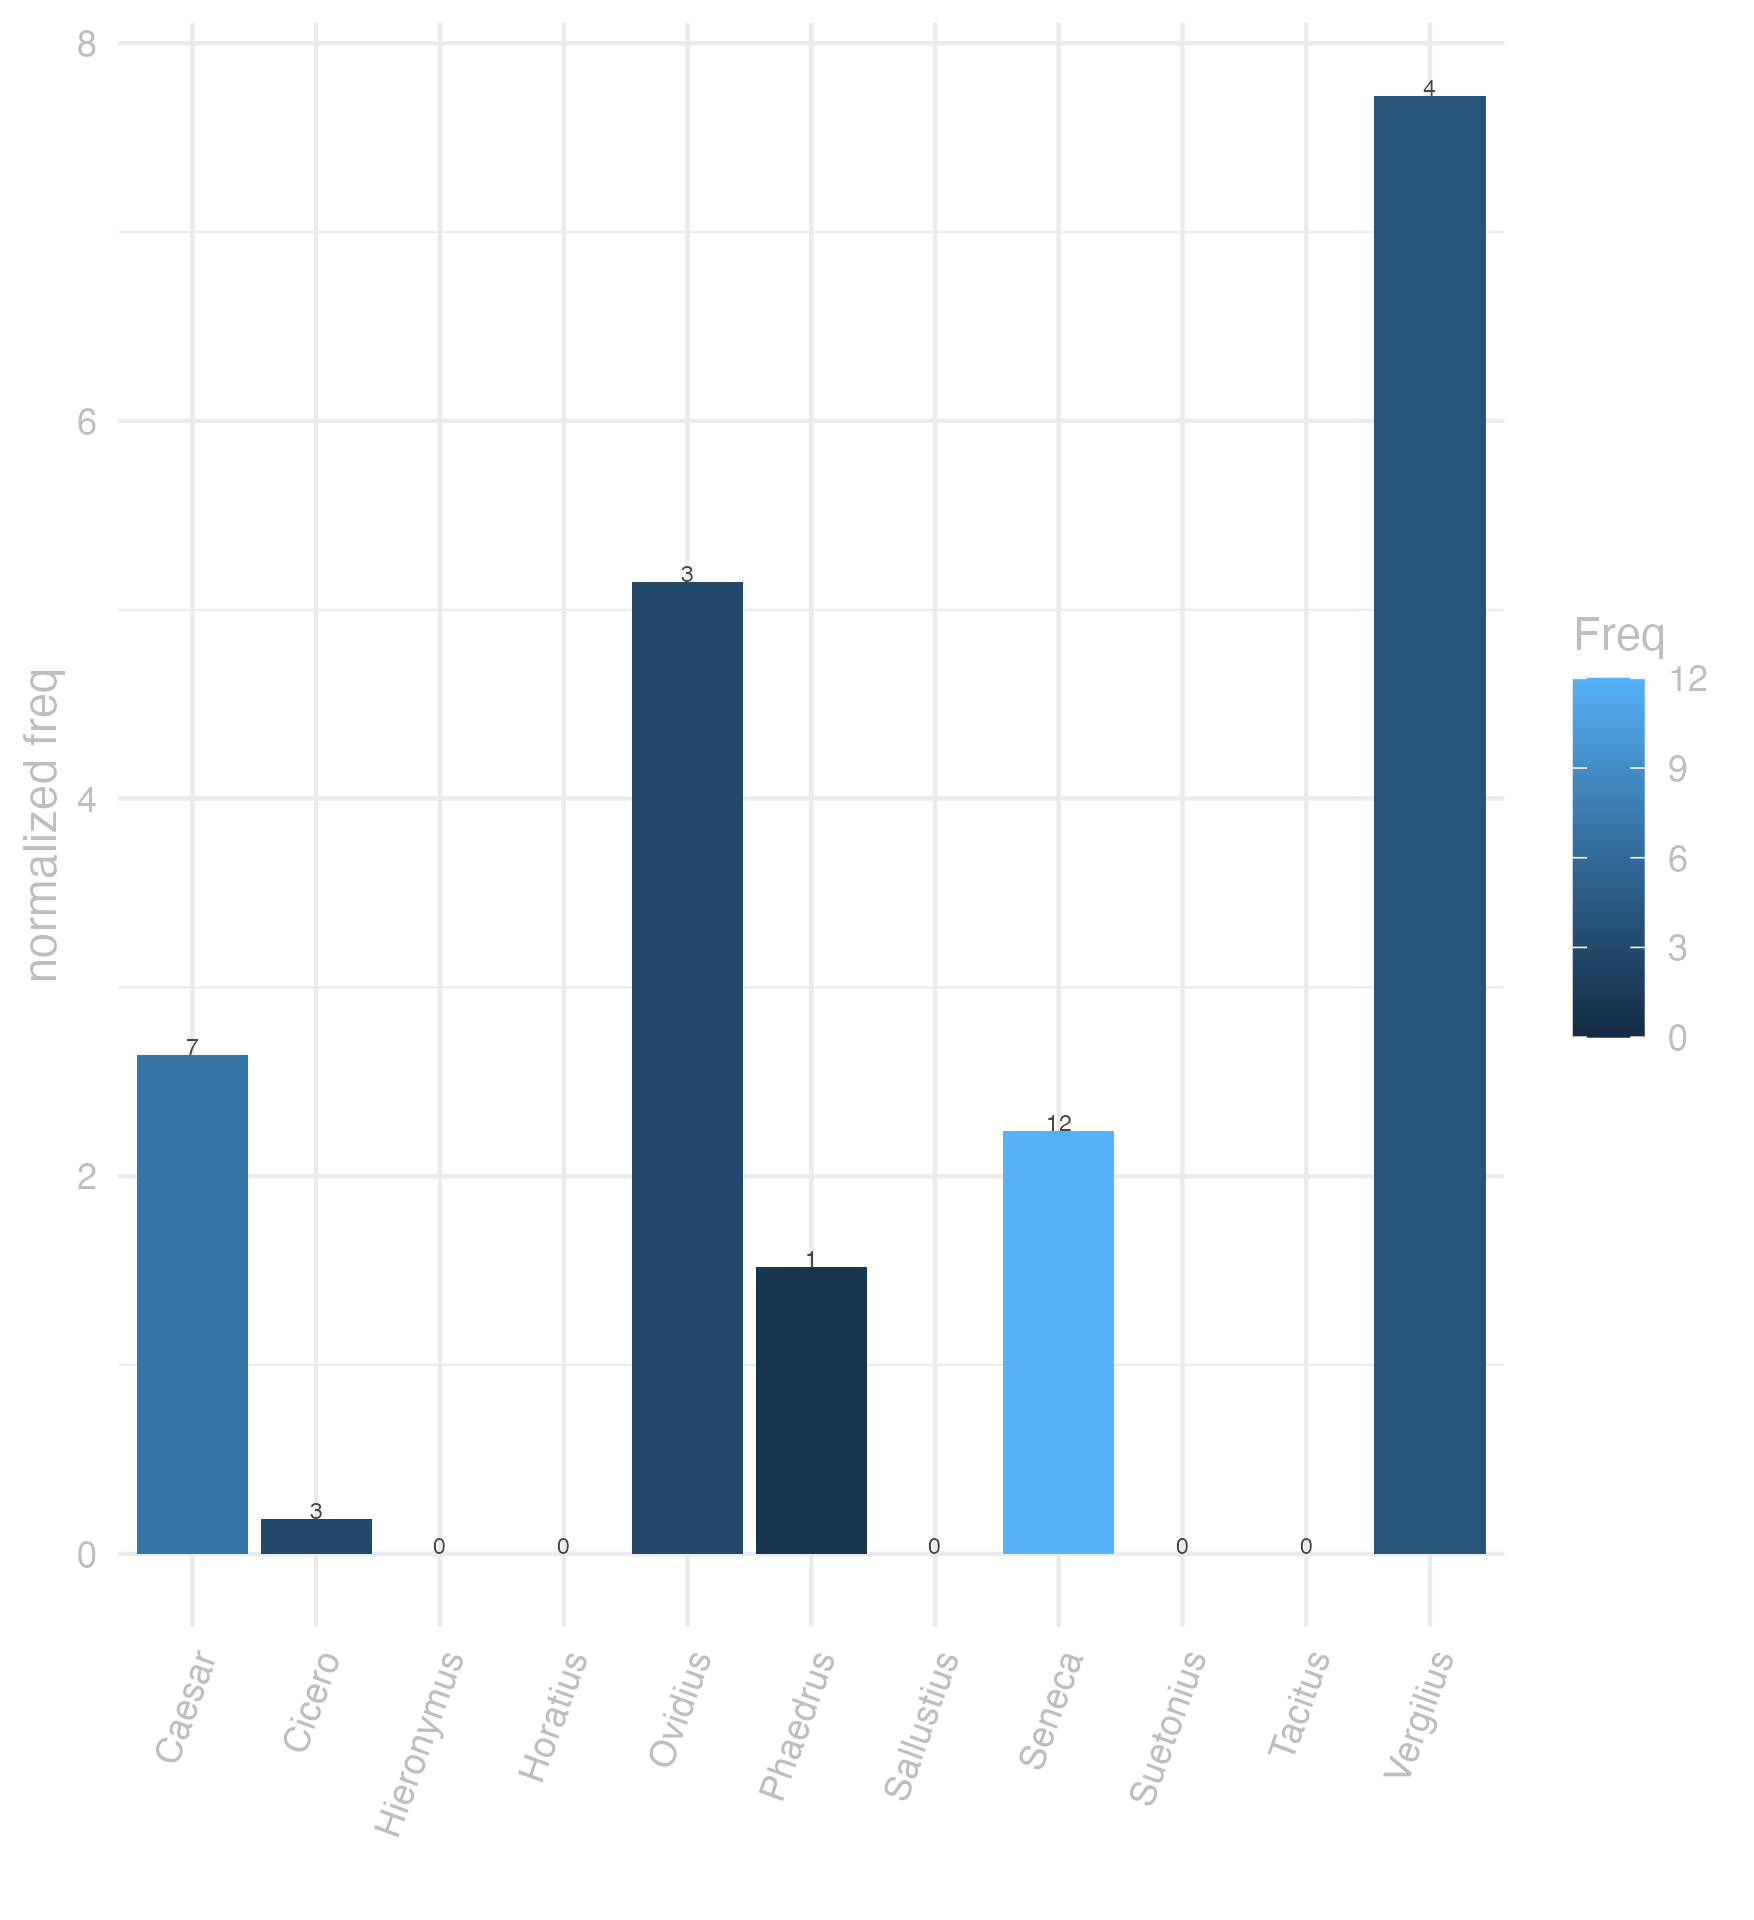 normalized freq
8
6
4
2
0
4
3
7
12
1
3
0
0
0
0
0
Caesar
Cicero
Hieronymus
Horatius
Ovidius
Phaedrus
Sallustius
Seneca
Suetonius
Tacitus
Vergilius
Freq
12
9
6
3
0